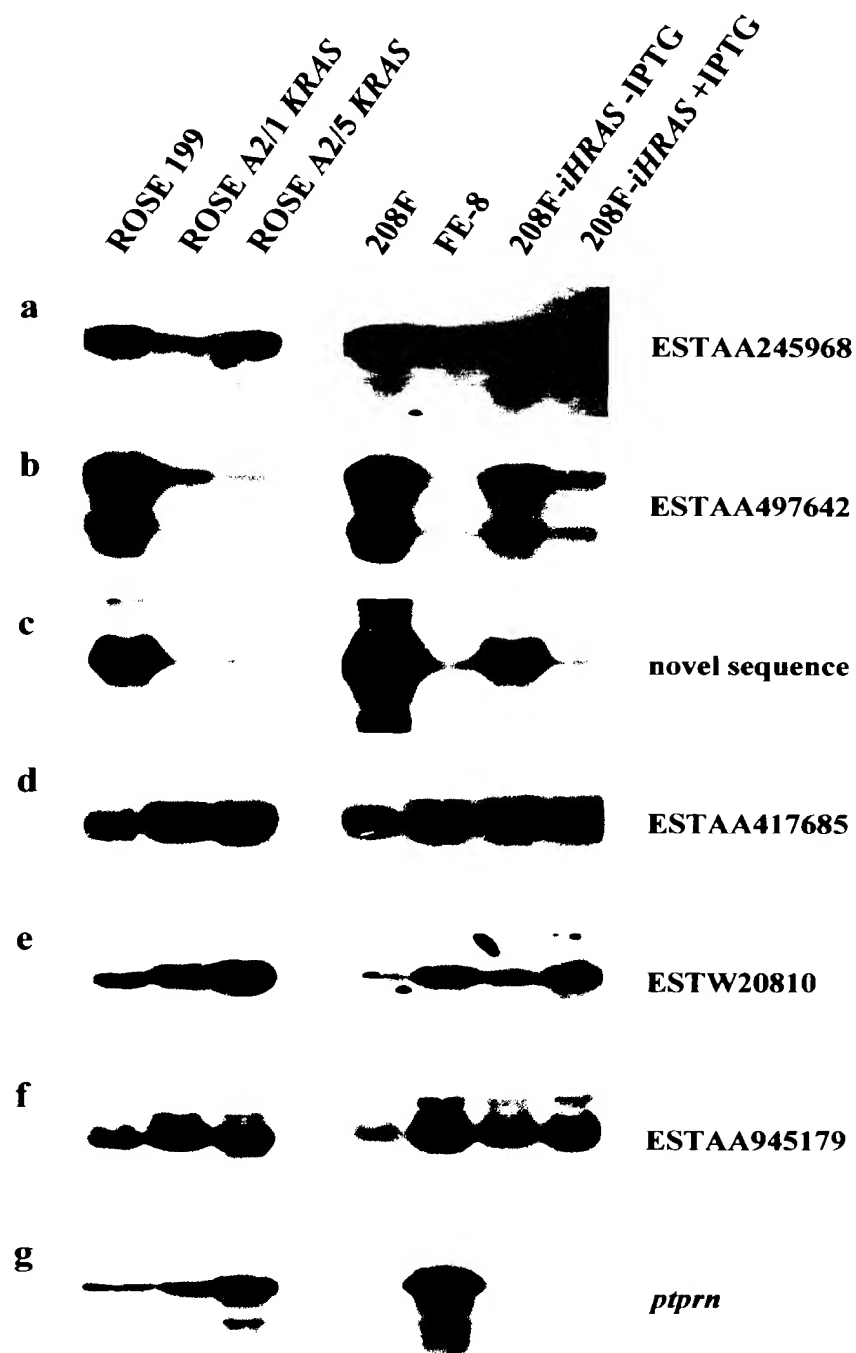 ROSE 199
ROSE A2/1 KRAS
ROSE A2/5 KRAS
208F
FE-8
208F-iHRAS -IPTG
208F-iHRAS +IPTG
a
ESTAA245968
b
ESTAA497642
c
novel sequence
d
ESTAA417685
e
ESTW20810
f
ESTAA945179
g
ptprn